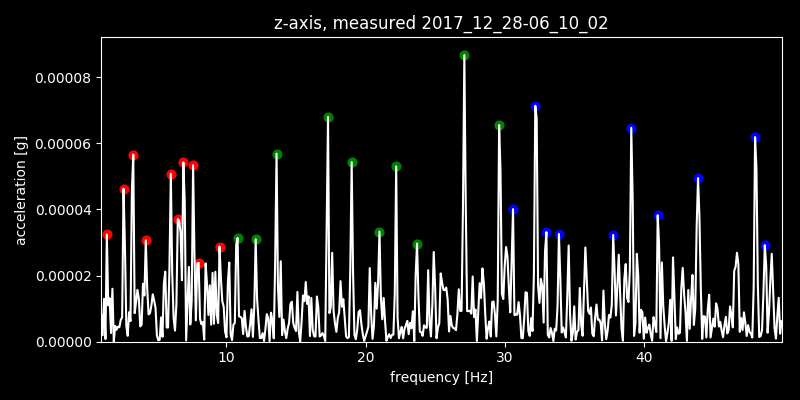 z-axis, measured 2017_12_28-06_10_02
0.00008
0.00006
0.00004
0.00002
0.00000
acceleration [g]
10 20 30 40
frequency [Hz]